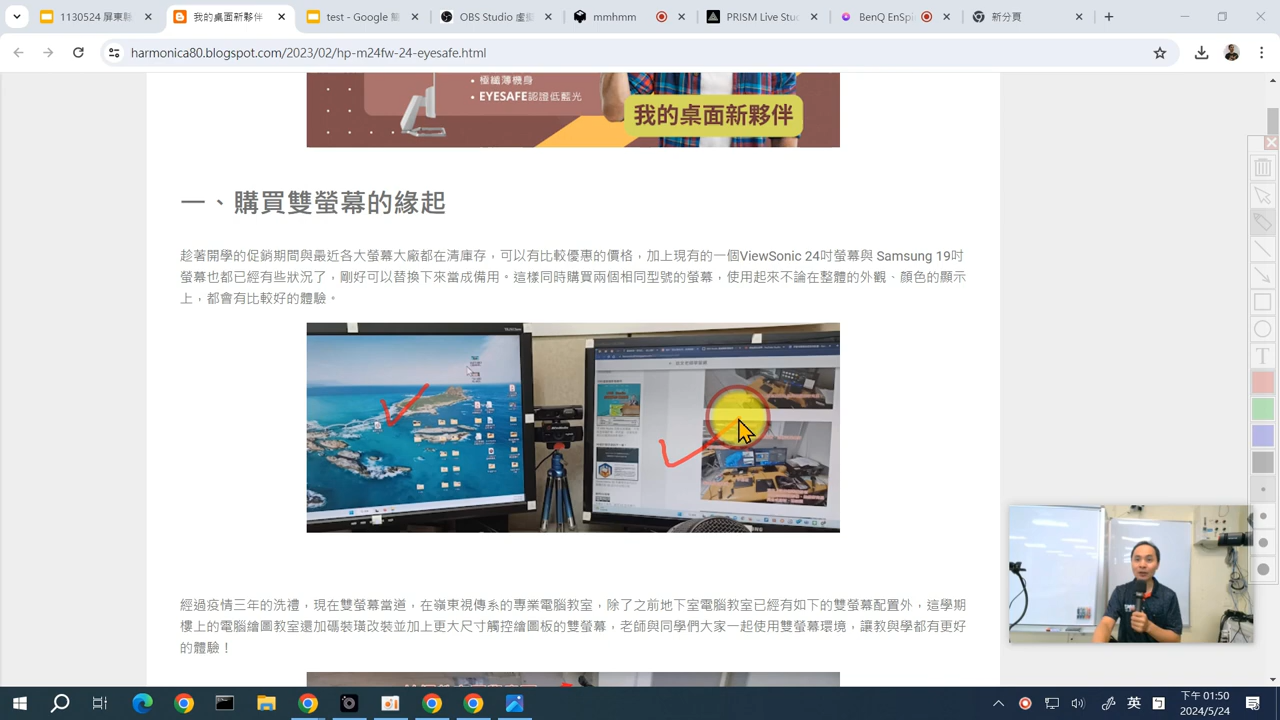 1130524 屏東縣
我的桌面新夥伴
test - Google 簡
OBS Studio 虛擬
mmhmm
PRISM Live Stu
BenQ EnSpi
新分頁
harmonica80.blogspot.com/2023/02/hp-m24fw-24-eyesafe.html
• 極纖薄機身
• EYESAFE認證低藍光
我的桌面新夥伴
一、購買雙螢幕的緣起
趁著開學的促銷期間與最近各大螢幕大廠都在清庫存，可以有比較優惠的價格，加上現有的一個ViewSonic 24吋螢幕與 Samsung 19吋
螢幕也都已經有些狀況了，剛好可以替換下來當成備用。這樣同時購買兩個相同型號的螢幕，使用起來不論在整體的外觀、顏色的顯示
上，都會有比較好的體驗。
經過疫情三年的洗禮，現在雙螢幕當道，在嶺東視傳系的專業電腦教室，除了之前地下室電腦教室已經有如下的雙螢幕配置外，這學期
樓上的電腦繪圖教室還加碼裝璜改裝並加上更大尺寸觸控繪圖板的雙螢幕，老師與同學們大家一起使用雙螢幕環境，讓教與學都有更好
的體驗！
T
英
下午 01:50
2024/5/24